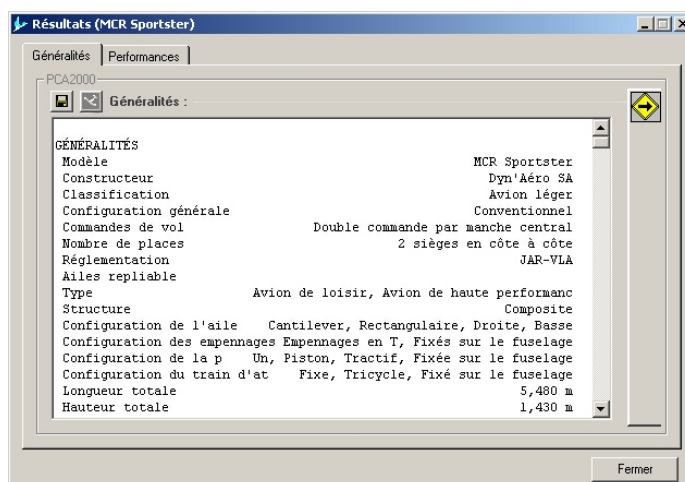 Résultats (MCR Sportster)
Généralités Performances
PCA2000
Généralités :
GÉNÉRALITÉS
Modèle MCR Sportster
Constructeur Dyn'Aéro SA
Classification Avion léger
Configuration générale Conventionnel
Commandes de vol Double commande par manche central
Nombre de places 2 sièges en côte à côte
Réglementation JAR-VLA
Ailes repliable
Type Avion de loisir, Avion de haute performanc
Structure Composite
Configuration de l'aile Cantilever, Rectangulaire, Droite, Basse
Configuration des empennages Empennages en T, Fixés sur le fuselage
Configuration de la p Un, Piston, Tractif, Fixée sur le fuselage
Configuration du train d'at Fixe, Tricycle, Fixé sur le fuselage
Longueur totale 5,480 m
Hauteur totale 1,430 m
Fermer